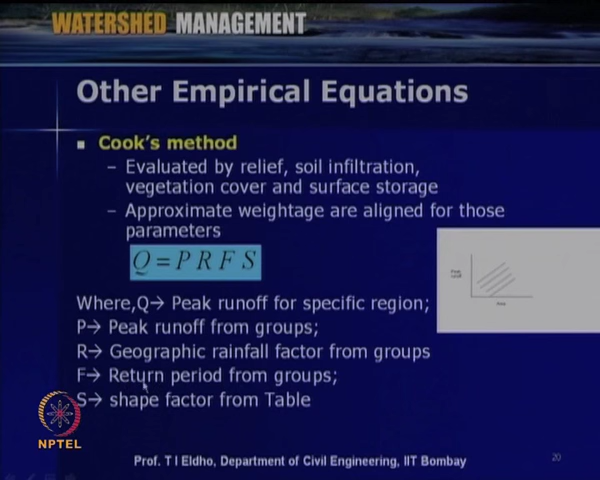 WATERSHED MANAGEMENT
Other Empirical Equations
Cook's method
– Evaluated by relief, soil infiltration,
vegetation cover and surface storage
– Approximate weightage are aligned for those
parameters
Q = P R F S
Where,Q→ Peak runoff for specific region;
P→ Peak runoff from groups;
R→ Geographic rainfall factor from groups
F→ Return period from groups;
S→ shape factor from Table
Peak
runoff
NPTEL
Prof. T I Eldho, Department of Civil Engineering, IIT Bombay
20